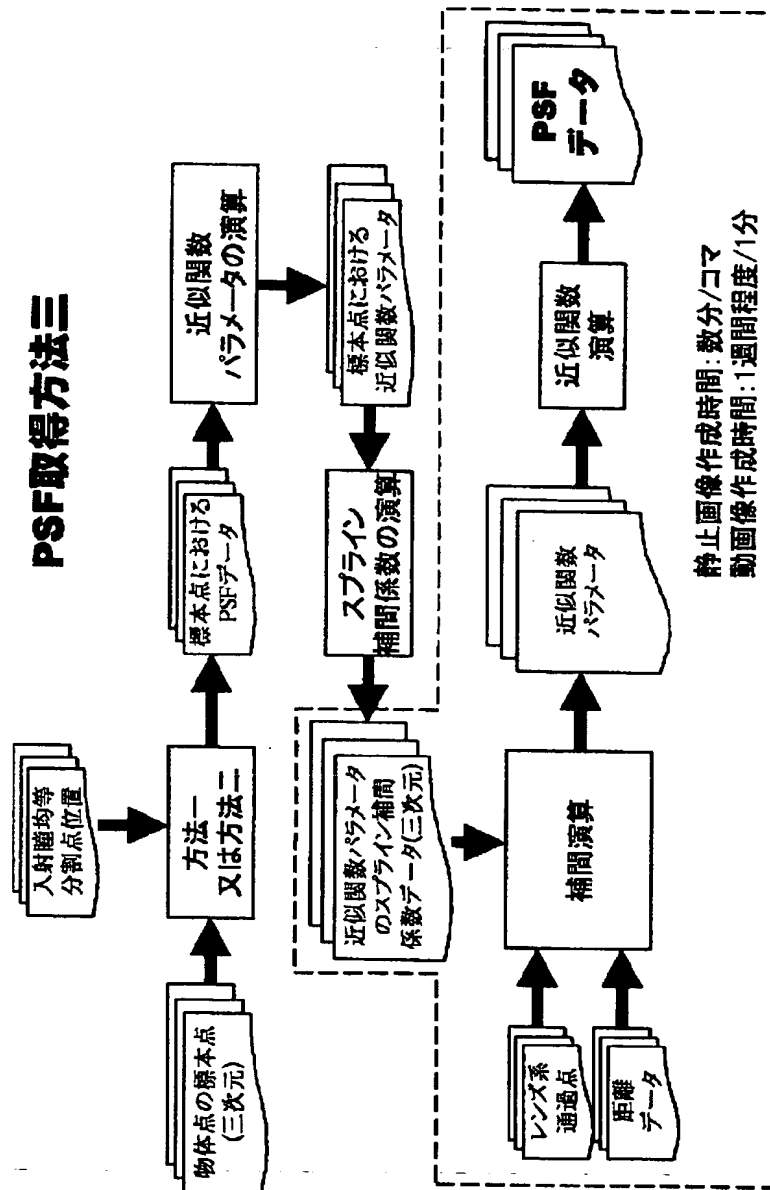 PSF取得方法三
入射瞳均等
分割点位置
物体点の標本点
(三次元)
方法一
又は方法二
標本点における
PSFデータ
近似関数
パラメータの演算
標本点における
近似関数パラメータ
スプライン
補間係数の演算
近似関数パラメータ
のスプライン補間
係数データ(三次元)
レンズ系
通過点
距離
データ
補間演算
近似関数
パラメータ
近似関数
演算
PSF
データ
静止画像作成時間:数分/コマ
動画像作成時間:1週間程度/1分